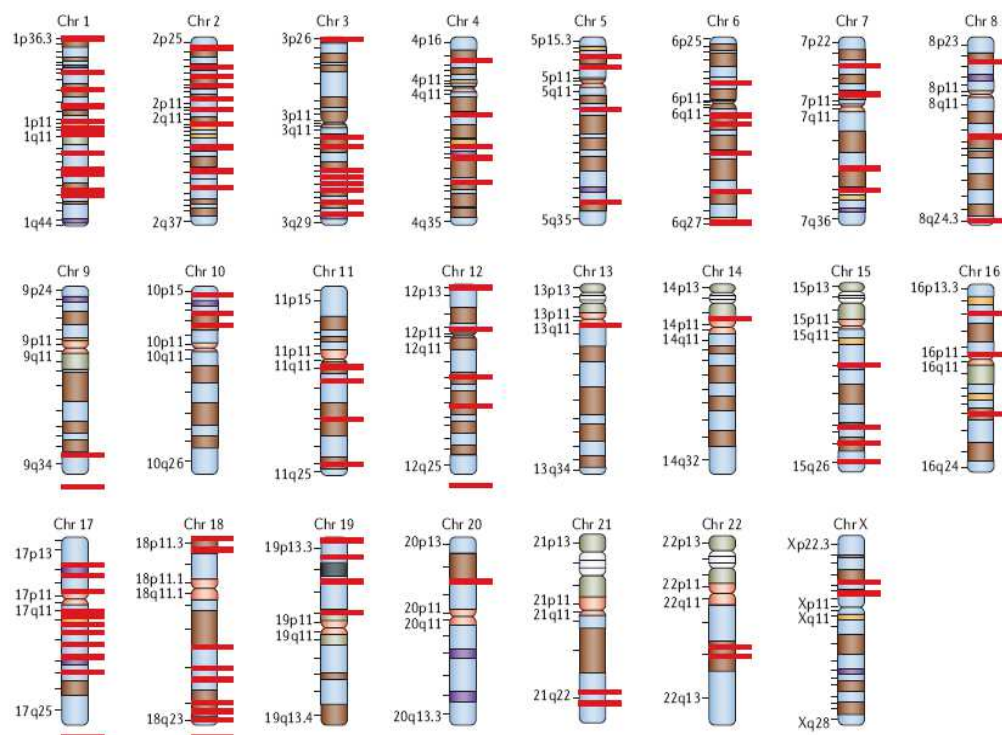 Chr 1
1p36.3
1p11
1q11
1q44
Chr 2
2p25
2p11
2q11
2q37
Chr 3
3p26
3p11
3q11
3q29
Chr 4
4p16
4p11
4q11
4q35
Chr 5
5p15.3
5p11
5q11
5q35
Chr 6
6p25
6p11
6q11
6q27
Chr 7
7p22
7p11
7q11
7q36
Chr 8
8p23
8p11
8q11
8q24.3
Chr 9
9p24
9p11
9q11
9q34
Chr 10
10p15
10p11
10q11
10q26
Chr 11
11p15
11p11
11q11
11q25
Chr 12
12p13
12p11
12q11
12q25
Chr 13
13p13
13p11
13q11
13q34
Chr 14
14p13
14p11
14q11
14q32
Chr 15
15p13
15p11
15q11
15q26
Chr 16
16p13.3
16p11
16q11
16q24
Chr 17
17p13
17p11
17q11
17q25
Chr 18
18p11.3
18p11.1
18q11.1
18q23
Chr 19
19p13.3
19p11
19q11
19q13.4
Chr 20
20p13
20p11
20q11
20q13.3
Chr 21
21p13
21p11
21q11
21q22
Chr 22
22p13
22p11
22q11
22q13
Chr X
Xp22.3
Xp11
Xq11
Xq28